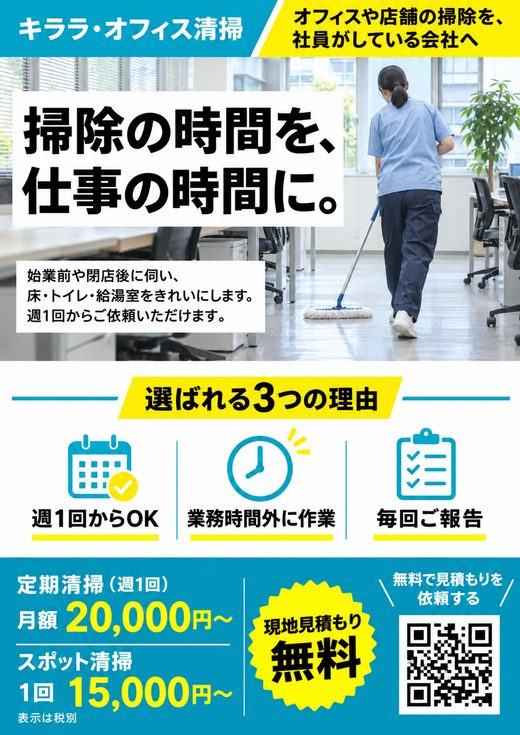 キララ・オフィス清掃
オフィスや店舗の掃除を、
社員がしている会社へ
掃除の時間を、
仕事の時間に。
始業前や閉店後に伺い、
床・トイレ・給湯室をきれいにします。
週1回からご依頼いただけます。
選ばれる3つの理由
週1回からOK
業務時間外に作業
毎回ご報告
定期清掃（週1回）
月額 20,000円～
スポット清掃
1回 15,000円～
表示は税別
現地見積もり
無料
無料で見積もりを
依頼する